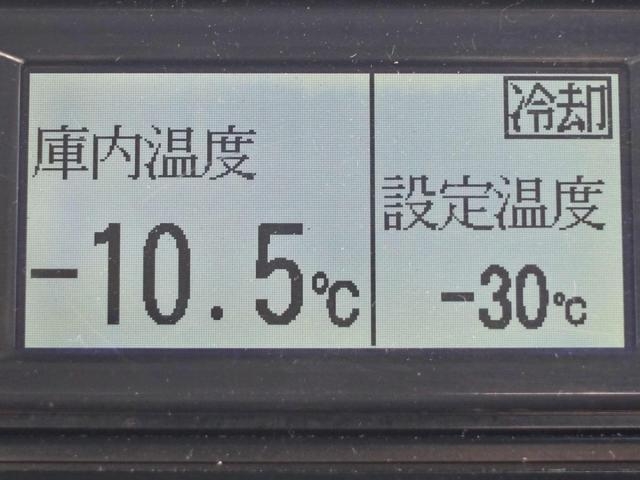 庫内温度
-10.5℃
冷却
設定温度
-30℃